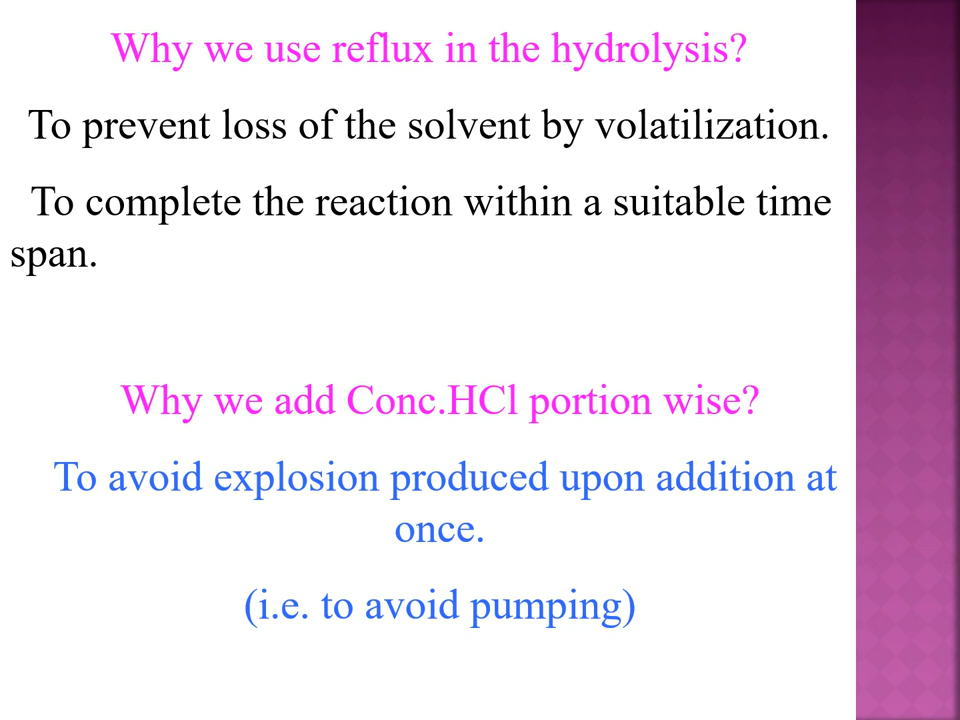 Why we use reflux in the hydrolysis?
To prevent loss of the solvent by volatilization.
To complete the reaction within a suitable time
span.
Why we add Conc.HCl portion wise?
To avoid explosion produced upon addition at
once.
(i.e. to avoid pumping)